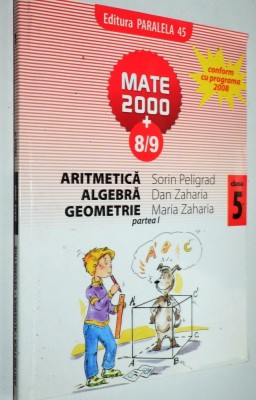 Editura PARALELA 45
conform
cu programa
2008
MATE
2000
+
8/9
ARITMETICĂ Sorin Peligrad
ALGEBRĂ Dan Zaharia
GEOMETRIE Maria Zaharia
partea I
clasa
5
A B C
D' C'
A' B'
C
A B